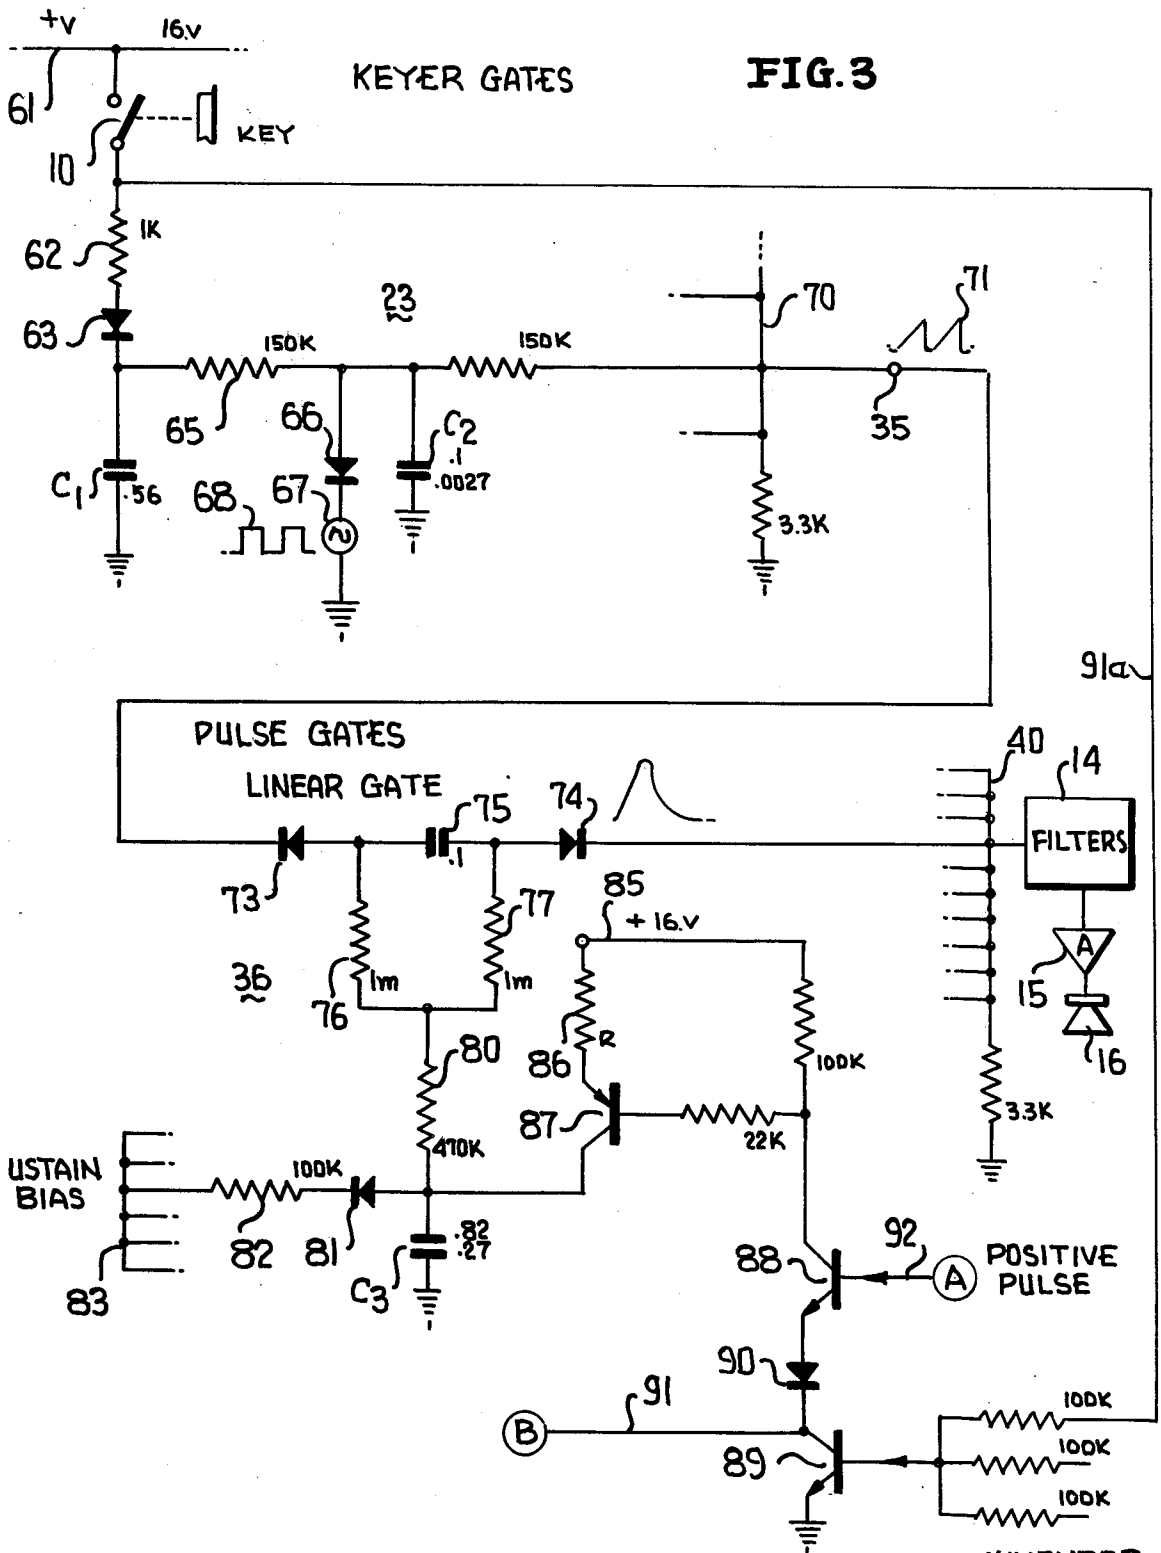 +V 16.V
KEYER GATES FIG.3
61
10 KEY
62 1K
63 23 70 71
150K 150K
65 66 C2 35
.1
.0027
C1 .56 68 67
3.3K
91a
PULSE GATES
LINEAR GATE 75 74 40 14
.1 FILTERS
73 77 85
+ 16.V
36 76 1m 1m A
15
80 86 R 100K 16
87 22K 3.3K
470K
USTAIN
BIAS
100K
82 81 .82
.27
83 C3
88 92 A POSITIVE
PULSE
90
91 100K
B 89 100K
100K